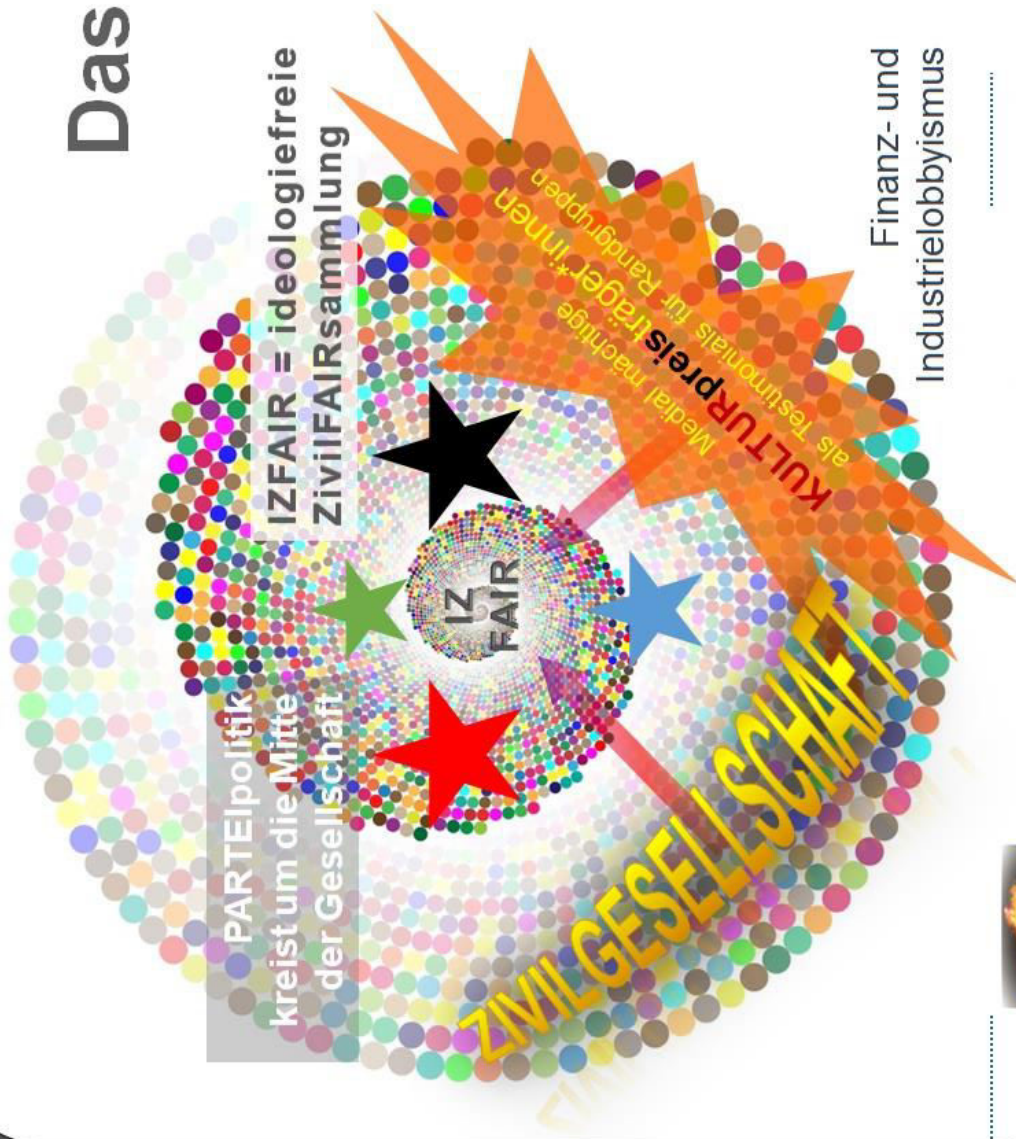 Das
PARTEIpolitik
kreist um die Mitte
der Gesellschaft
IZFAIR = ideologiefreie
ZivilFAIRsammlung
IZ
FAIR
Medial mächtige
KULTURpreisträger*innen
als Testimonials für Randgruppen
ZIVILGESELLSCHAFT
Finanz- und
Industrielobbyismus